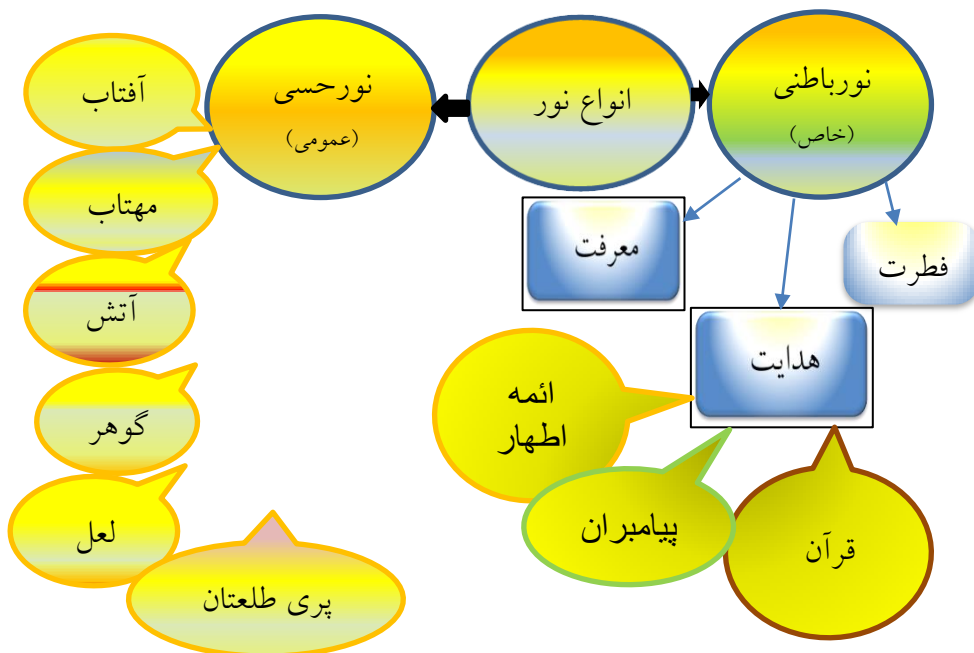 انواع نور
نورباطنی
(خاص)
فطرت
هدایت
معرفت
قرآن
پیامبران
ائمه
اطهار
نورحسی
(عمومی)
آفتاب
مهتاب
آتش
گوهر
لعل
پری طلعتان